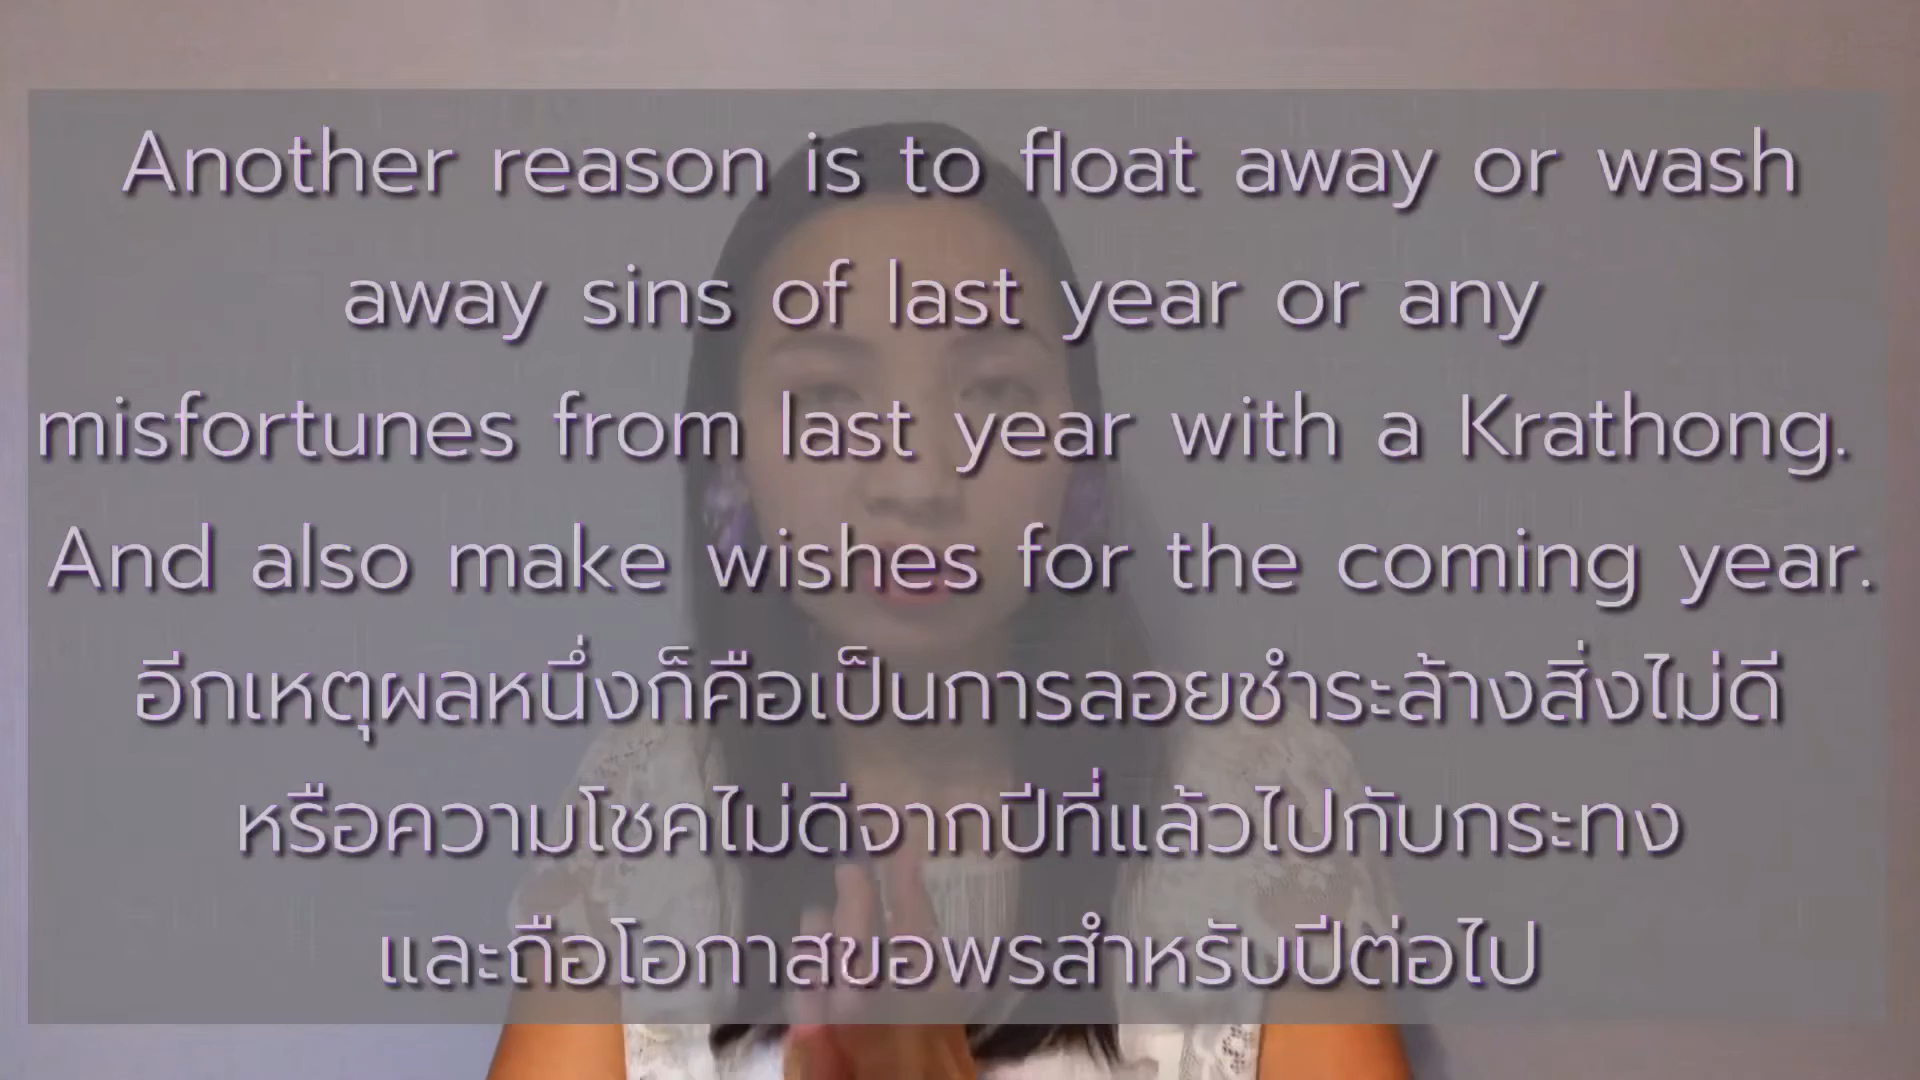 Another reason is to float away or wash
away sins of last year or any
misfortunes from last year with a Krathong.
And also make wishes for the coming year.
อีกเหตุผลหนึ่งก็คือเป็นการลอยชำระล้างสิ่งไม่ดี
หรือความโชคไม่ดีจากปีที่แล้วไปกับกระทง
และถือโอกาสขอพรสำหรับปีต่อไป